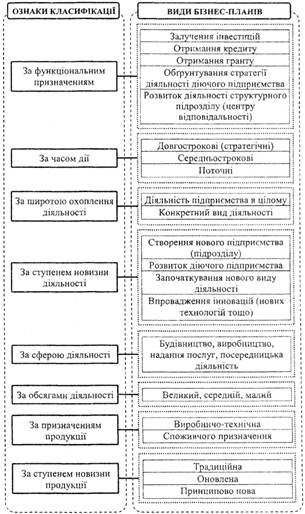 ОЗНАКИ КЛАСИФІКАЦІЇ
ВИДИ БІЗНЕС-ПЛАНІВ
За функціональним
призначенням
Залучення інвестицій
Отримання кредиту
Отримання гранту
Обґрунтування стратегії
діяльності діючого підприємства
Розвиток діяльності структурного
підрозділу (центру
відповідальності)
За часом дії
Довгострокові (стратегічні)
Середньострокові
Поточні
За широтою охоплення
діяльності
Діяльність підприємства в цілому
Конкретний вид діяльності
За ступенем новизни
діяльності
Створення нового підприємства
(підрозділу)
Розвиток діючого підприємства
Започаткування нового виду
діяльності
Впровадження інновацій (нових
технологій тощо)
За сферою діяльності
Будівництво, виробництво,
надання послуг, посередницька
діяльність
За обсягами діяльності
Великий, середній, малий
За призначенням
продукції
Виробничо-технічна
Споживчого призначення
За ступенем новизни
продукції
Традиційна
Оновлена
Принципово нова